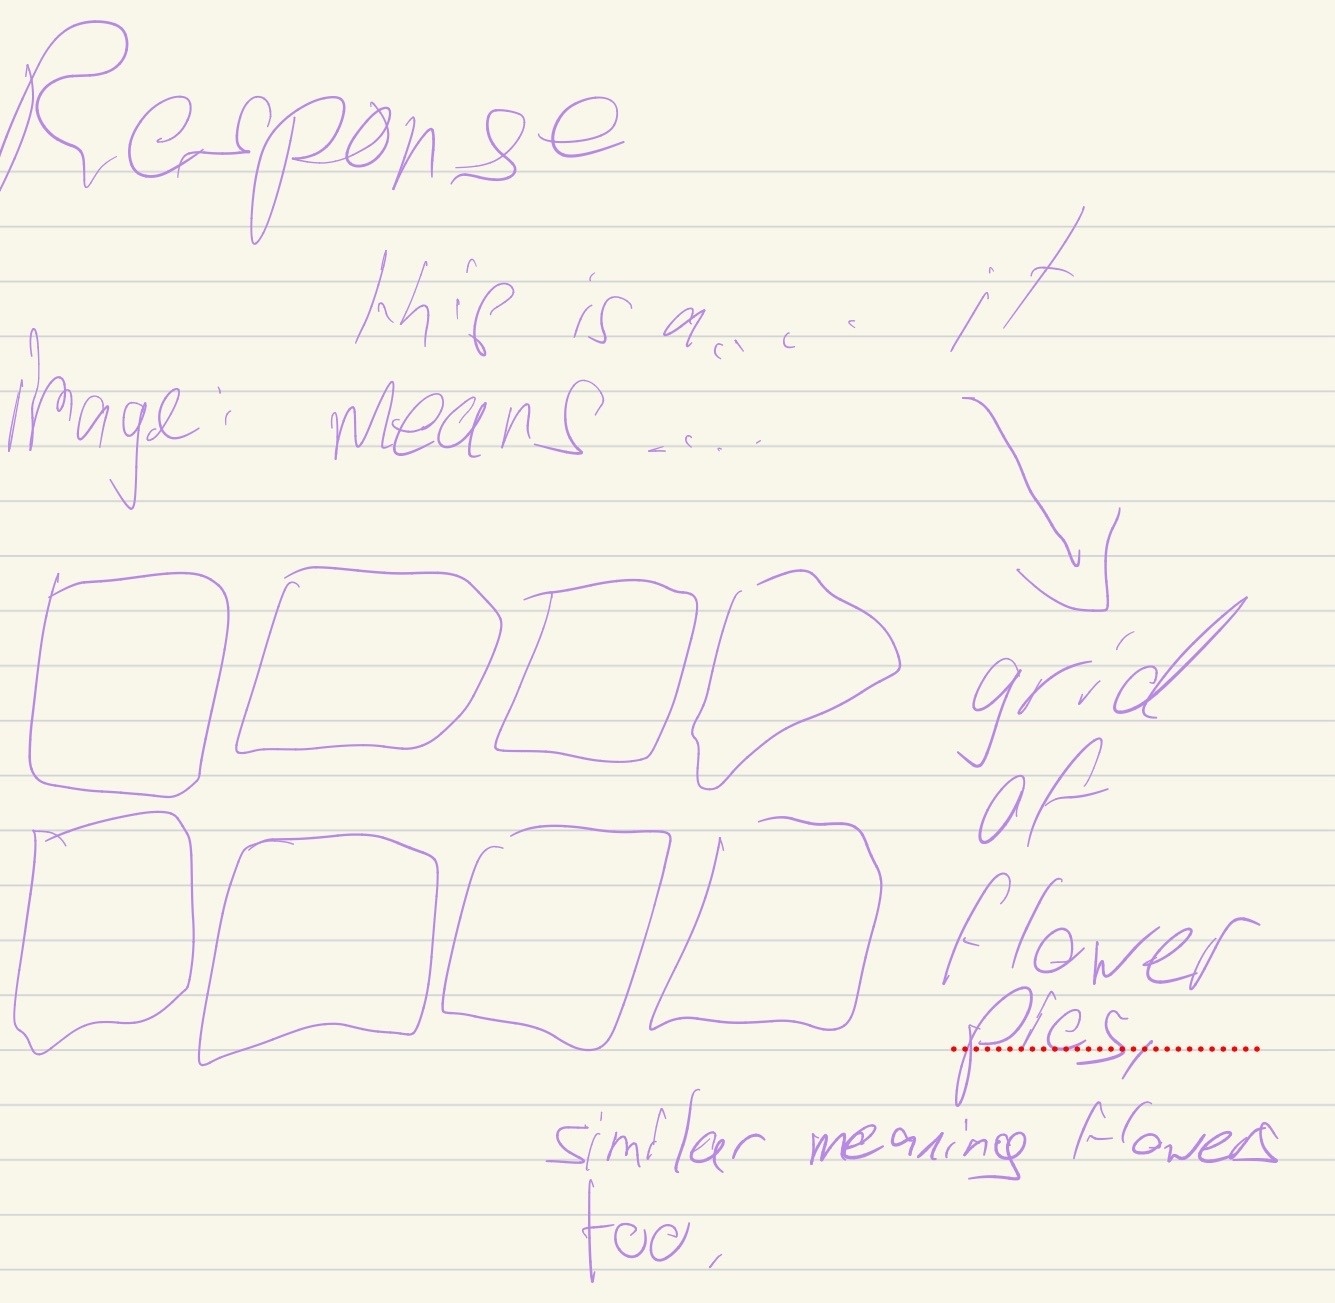 Response
this is a....
it
Image: means....
grid
of
flower
pics,
similar meaning flowers
too.